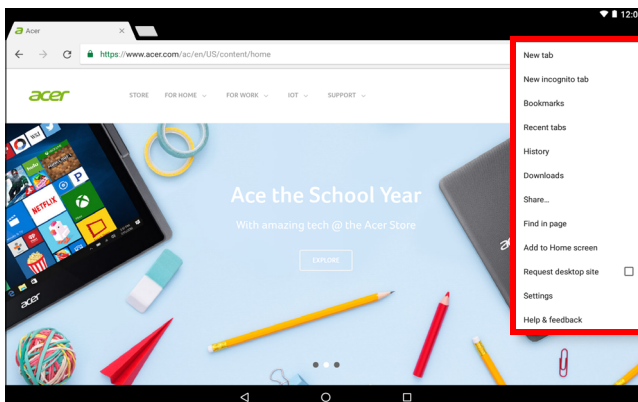 12:0
Acer
https://www.acer.com/ac/en/US/content/home
acer
STORE FOR HOME FOR WORK IOT SUPPORT
New tab
New incognito tab
Bookmarks
Recent tabs
History
Downloads
Share...
Find in page
Add to Home screen
Request desktop site
Settings
Help & feedback
Ace the School Year
With amazing tech @ the Acer Store
EXPLORE
NETFLIX
acer